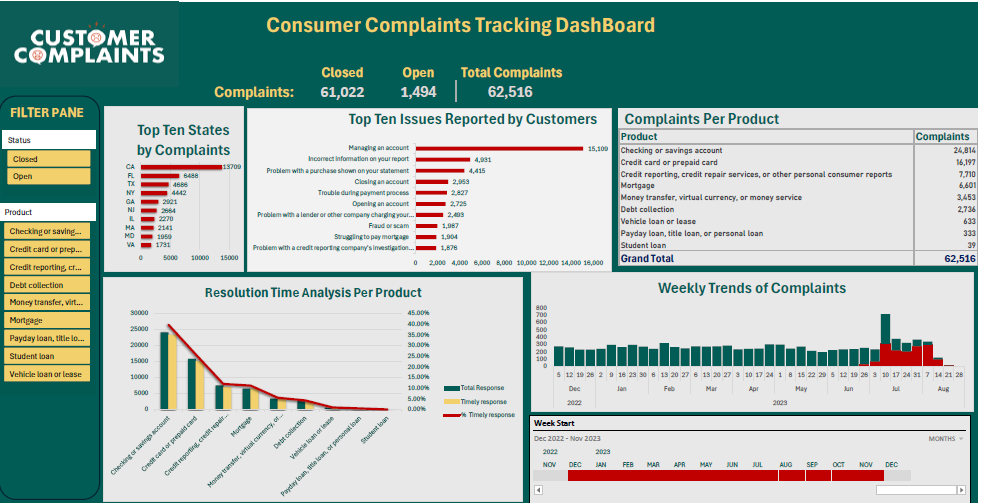 CUSTOMER
COMPLAINTS
Consumer Complaints Tracking DashBoard
Closed Open Total Complaints
Complaints: 61,022 1,494 62,516
FILTER PANE
Status
Closed
Open
Product
Checking or saving...
Credit card or prep...
Credit reporting, cr...
Debt collection
Money transfer, virt...
Mortgage
Payday loan, title lo...
Student loan
Vehicle loan or lease
Top Ten States
by Complaints
CA 13709
FL 6488
TX 4686
NY 4442
GA 2921
NJ 2664
IL 2270
MA 2141
MD 1959
VA 1731
0 5000 10000 15000
Top Ten Issues Reported by Customers
Managing an account 15,109
Incorrect information on your report 4,931
Problem with a purchase shown on your statement 4,415
Closing an account 2,953
Trouble during payment process 2,827
Opening an account 2,725
Problem with a lender or other company charging your... 2,493
Fraud or scam 1,987
Struggling to pay mortgage 1,904
Problem with a credit reporting company's investigation... 1,876
0 2,000 4,000 6,000 8,000 10,000 12,000 14,000 16,000
Complaints Per Product
Product Complaints
Checking or savings account 24,814
Credit card or prepaid card 16,197
Credit reporting, credit repair services, or other personal consumer reports 7,710
Mortgage 6,601
Money transfer, virtual currency, or money service 3,453
Debt collection 2,736
Vehicle loan or lease 633
Payday loan, title loan, or personal loan 333
Student loan 39
Grand Total 62,516
Resolution Time Analysis Per Product
30000
25000
20000
15000
10000
5000
0
45.00%
40.00%
35.00%
30.00%
25.00%
20.00%
15.00%
10.00%
5.00%
0.00%
Checking or savings account
Credit card or prepaid card
Credit reporting, credit repair...
Mortgage
Money transfer, virtual currency, or...
Debt collection
Vehicle loan or lease
Payday loan, title loan, or personal loan
Student loan
Total Response
Timely response
% Timely response
Weekly Trends of Complaints
800
700
600
500
400
300
200
100
0
5 12 19 26 2 9 16 23 30 6 13 20 27 6 13 20 27 3 10 17 24 1 8 15 22 29 5 12 19 26 3 10 17 24 31 7 14 21 28
Dec Jan Feb Mar Apr May Jun Jul Aug
2022 2023
Week Start
Dec 2022 - Nov 2023 MONTHS
2022 2023
NOV DEC JAN FEB MAR APR MAY JUN JUL AUG SEP OCT NOV DEC